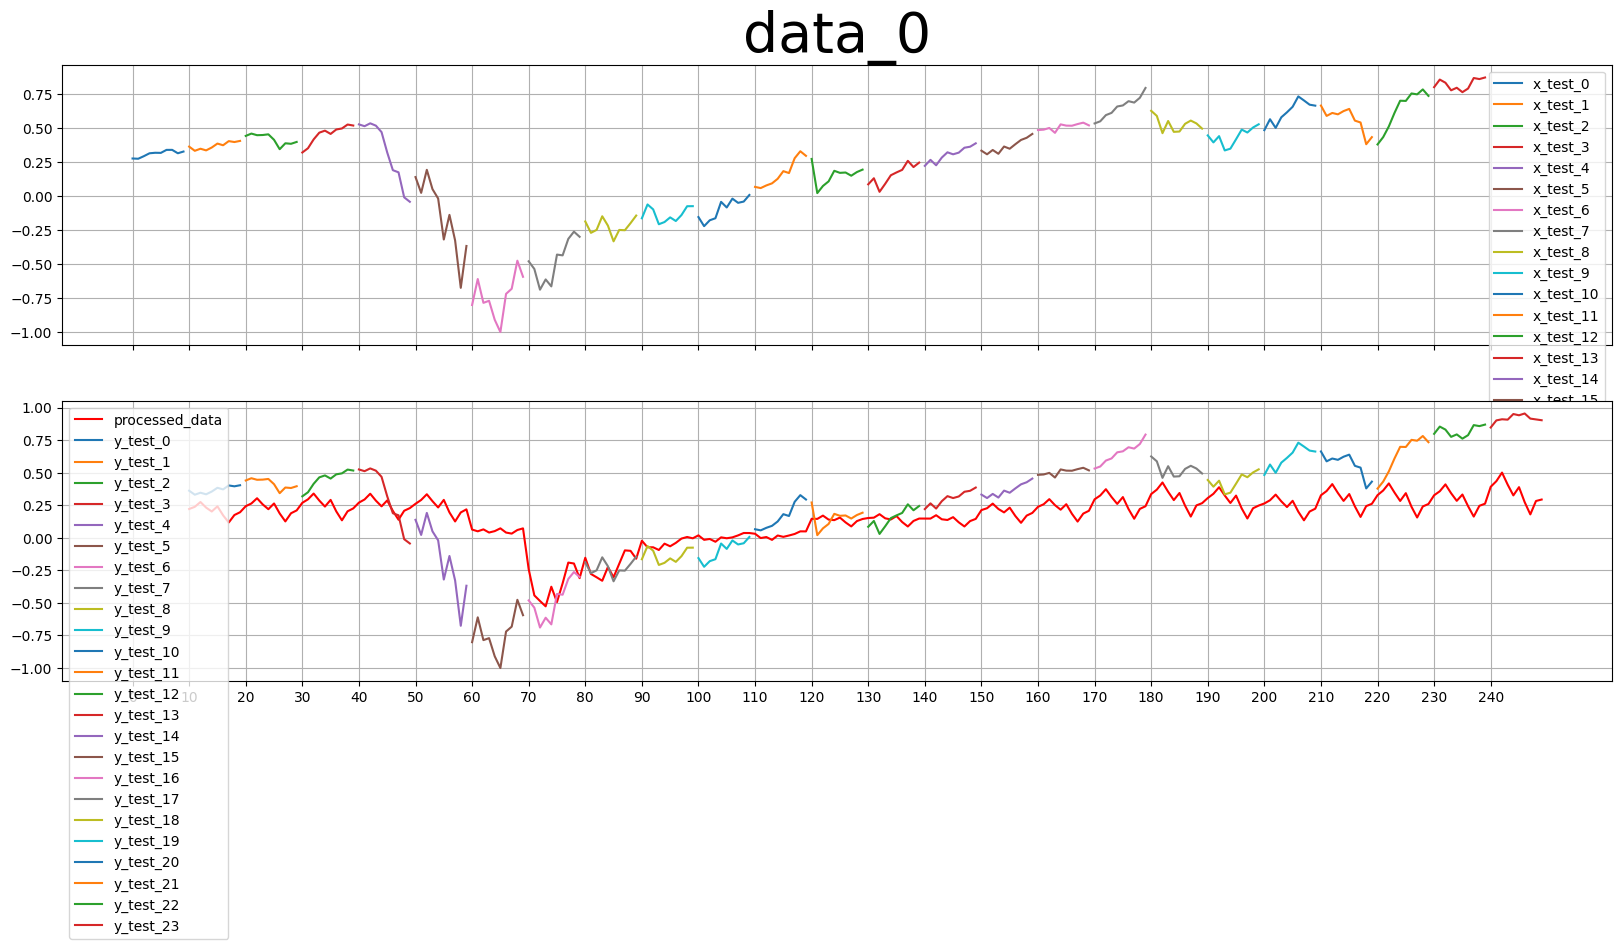 data_0
0.75
0.50
0.25
0.00
−0.25
−0.50
−0.75
−1.00
x_test_0
x_test_1
x_test_2
x_test_3
x_test_4
x_test_5
x_test_6
x_test_7
x_test_8
x_test_9
x_test_10
x_test_11
x_test_12
x_test_13
x_test_14
x_test_15
1.00
0.75
0.50
0.25
0.00
−0.25
−0.50
−0.75
−1.00
processed_data
y_test_0
y_test_1
y_test_2
y_test_3
y_test_4
y_test_5
y_test_6
y_test_7
y_test_8
y_test_9
y_test_10
y_test_11
y_test_12
y_test_13
y_test_14
y_test_15
y_test_16
y_test_17
y_test_18
y_test_19
y_test_20
y_test_21
y_test_22
y_test_23
0 10 20 30 40 50 60 70 80 90 100 110 120 130 140 150 160 170 180 190 200 210 220 230 240